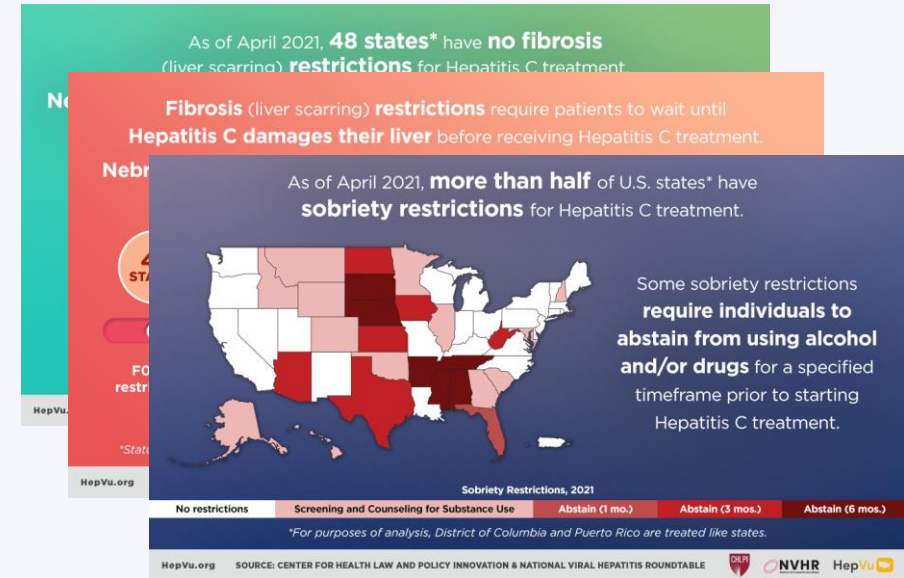 As of April 2021, 48 states* have no fibrosis
(liver scarring) restrictions for Hepatitis C treatment.
HepVu.
Fibrosis (liver scarring) restrictions require patients to wait until
Hepatitis C damages their liver before receiving Hepatitis C treatment.
HepVu.org
As of April 2021, more than half of U.S. states* have
sobriety restrictions for Hepatitis C treatment.
Some sobriety restrictions
require individuals to
abstain from using alcohol
and/or drugs for a specified
timeframe prior to starting
Hepatitis C treatment.
Sobriety Restrictions, 2021
No restrictions Screening and Counseling for Substance Use Abstain (1 mo.) Abstain (3 mos.) Abstain (6 mos.)
*For purposes of analysis, District of Columbia and Puerto Rico are treated like states.
HepVu.org SOURCE: CENTER FOR HEALTH LAW AND POLICY INNOVATION & NATIONAL VIRAL HEPATITIS ROUNDTABLE CHLPI NVHR HepVu